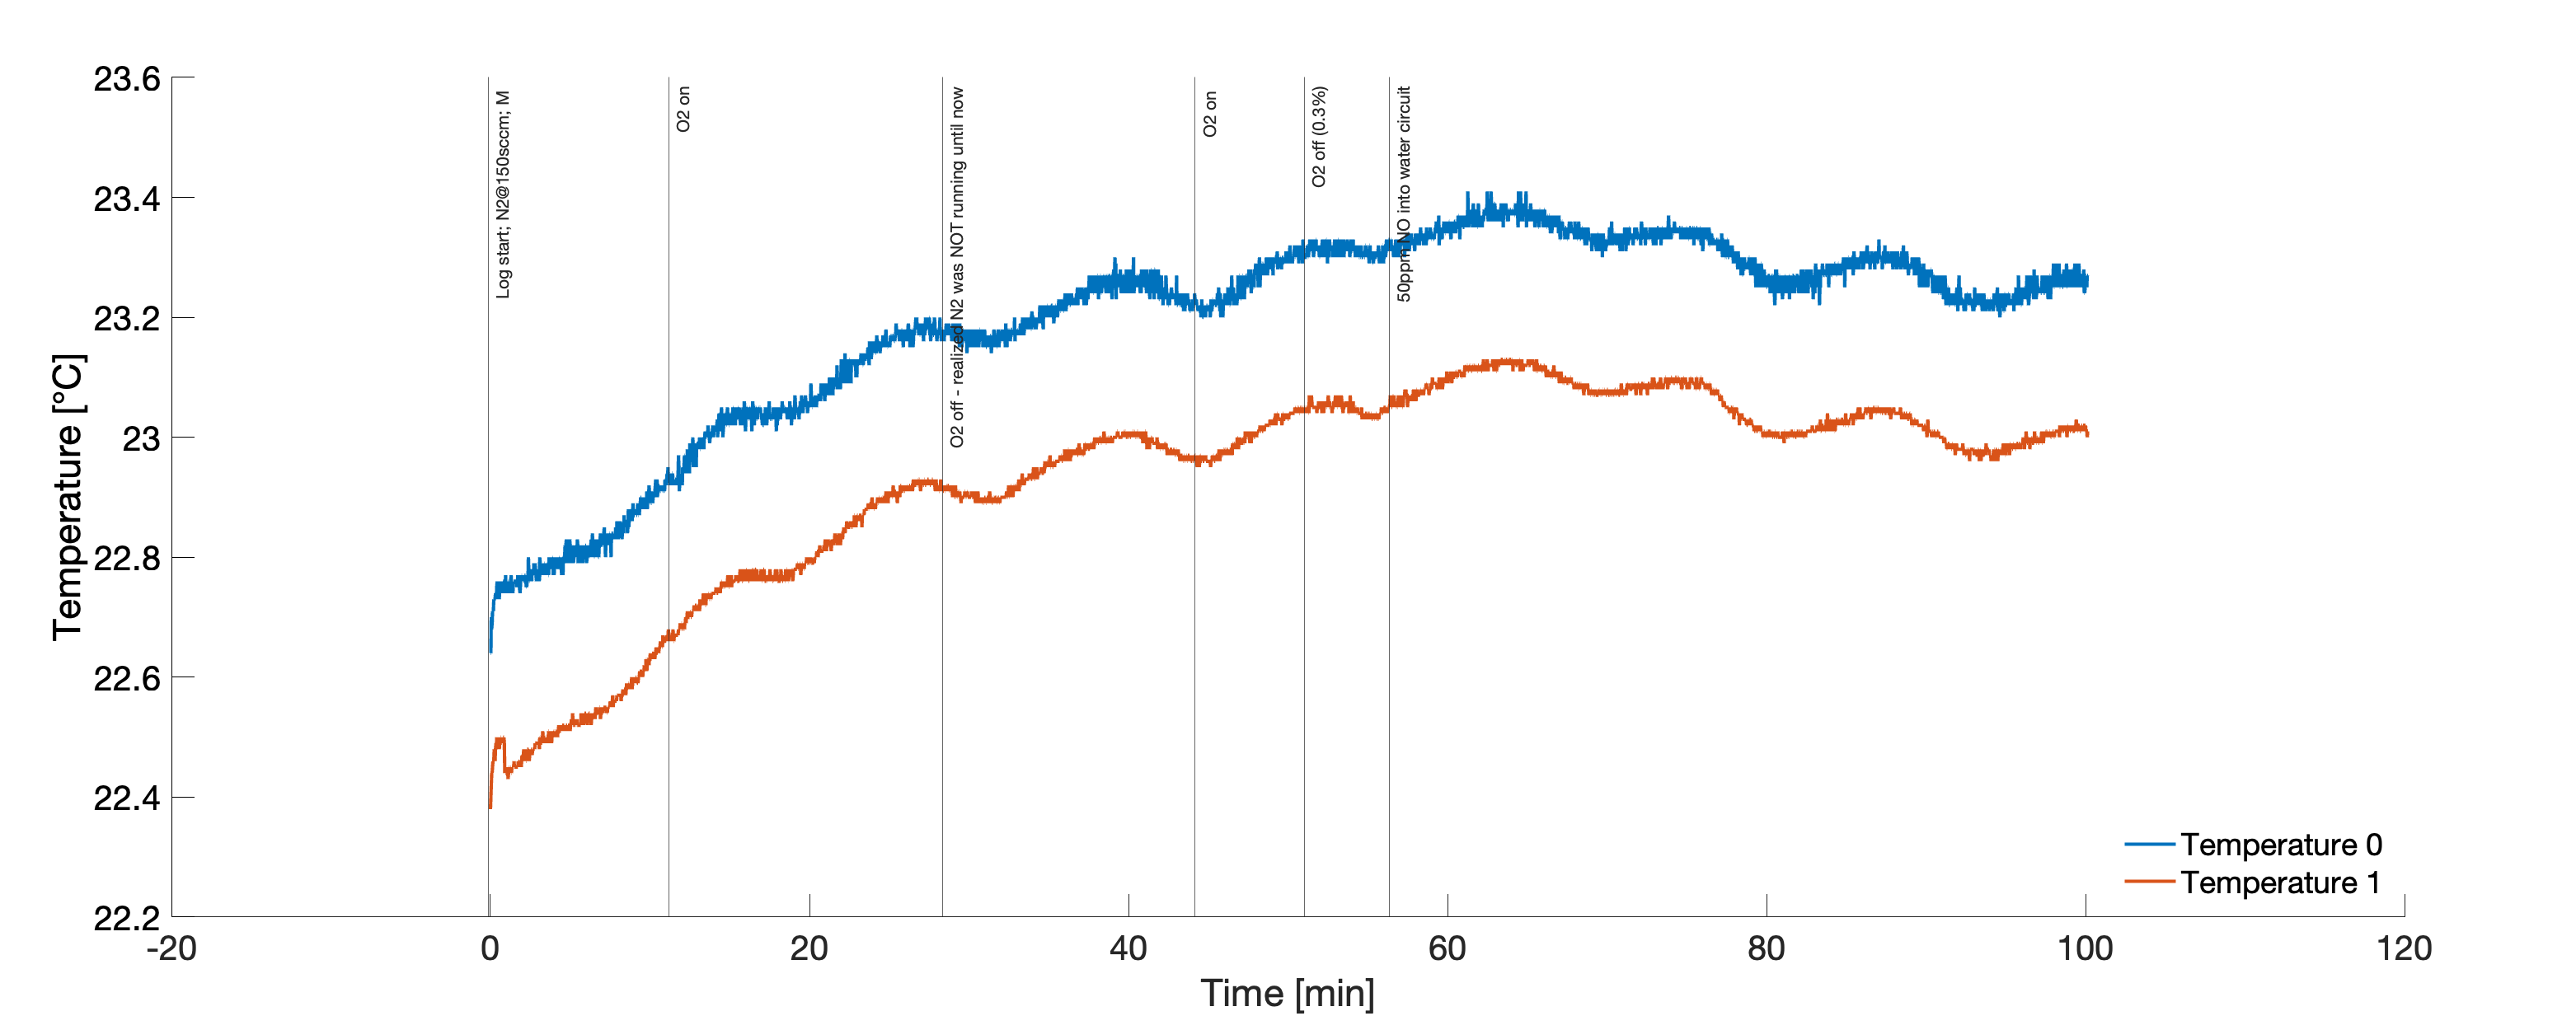 23.6
23.4
23.2
23
22.8
22.6
22.4
22.2
Temperature [°C]
Log start; N2@150sccm; M
O2 on
O2 off - realized N2 was NOT running until now
O2 on
O2 off (0.3%)
50ppm NO into water circuit
Temperature 0
Temperature 1
-20
0
20
40
60
80
100
120
Time [min]